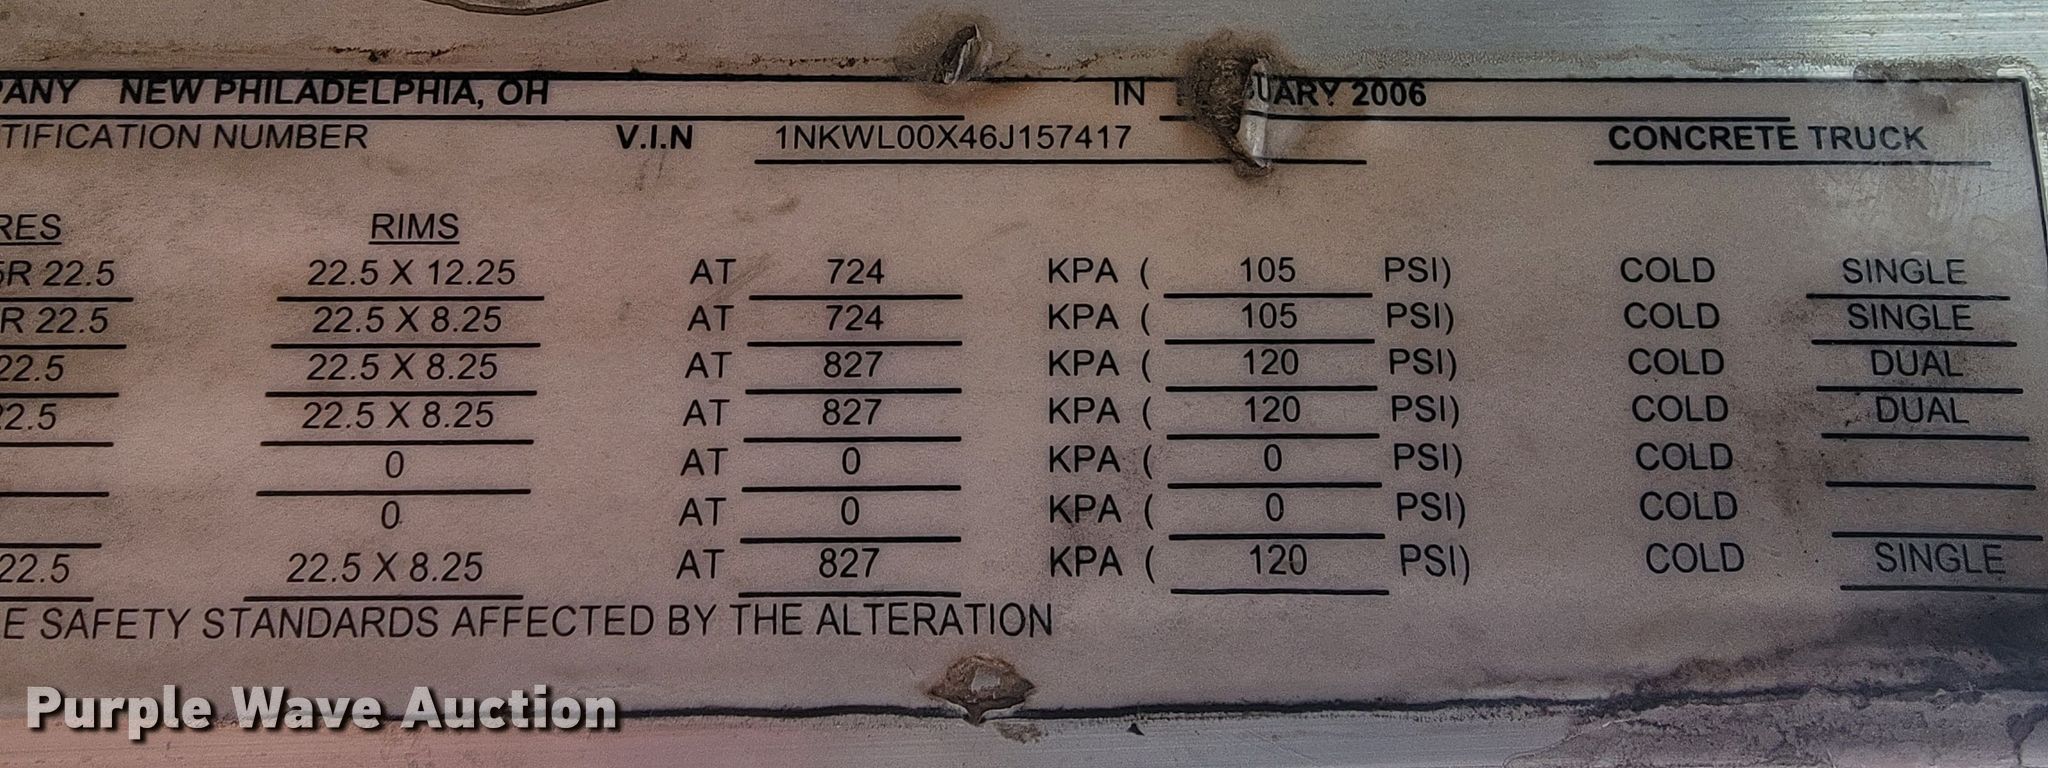 PANY NEW PHILADELPHIA, OH IN UARY 2006
TIFICATION NUMBER V.I.N 1NKWL00X46J157417 CONCRETE TRUCK
RES RIMS
5R 22.5 22.5 X 12.25 AT 724 KPA ( 105 PSI) COLD SINGLE
R 22.5 22.5 X 8.25 AT 724 KPA ( 105 PSI) COLD SINGLE
22.5 22.5 X 8.25 AT 827 KPA ( 120 PSI) COLD DUAL
22.5 22.5 X 8.25 AT 827 KPA ( 120 PSI) COLD DUAL
0 AT 0 KPA ( 0 PSI) COLD
0 AT 0 KPA ( 0 PSI) COLD
22.5 22.5 X 8.25 AT 827 KPA ( 120 PSI) COLD SINGLE
E SAFETY STANDARDS AFFECTED BY THE ALTERATION
Purple Wave Auction